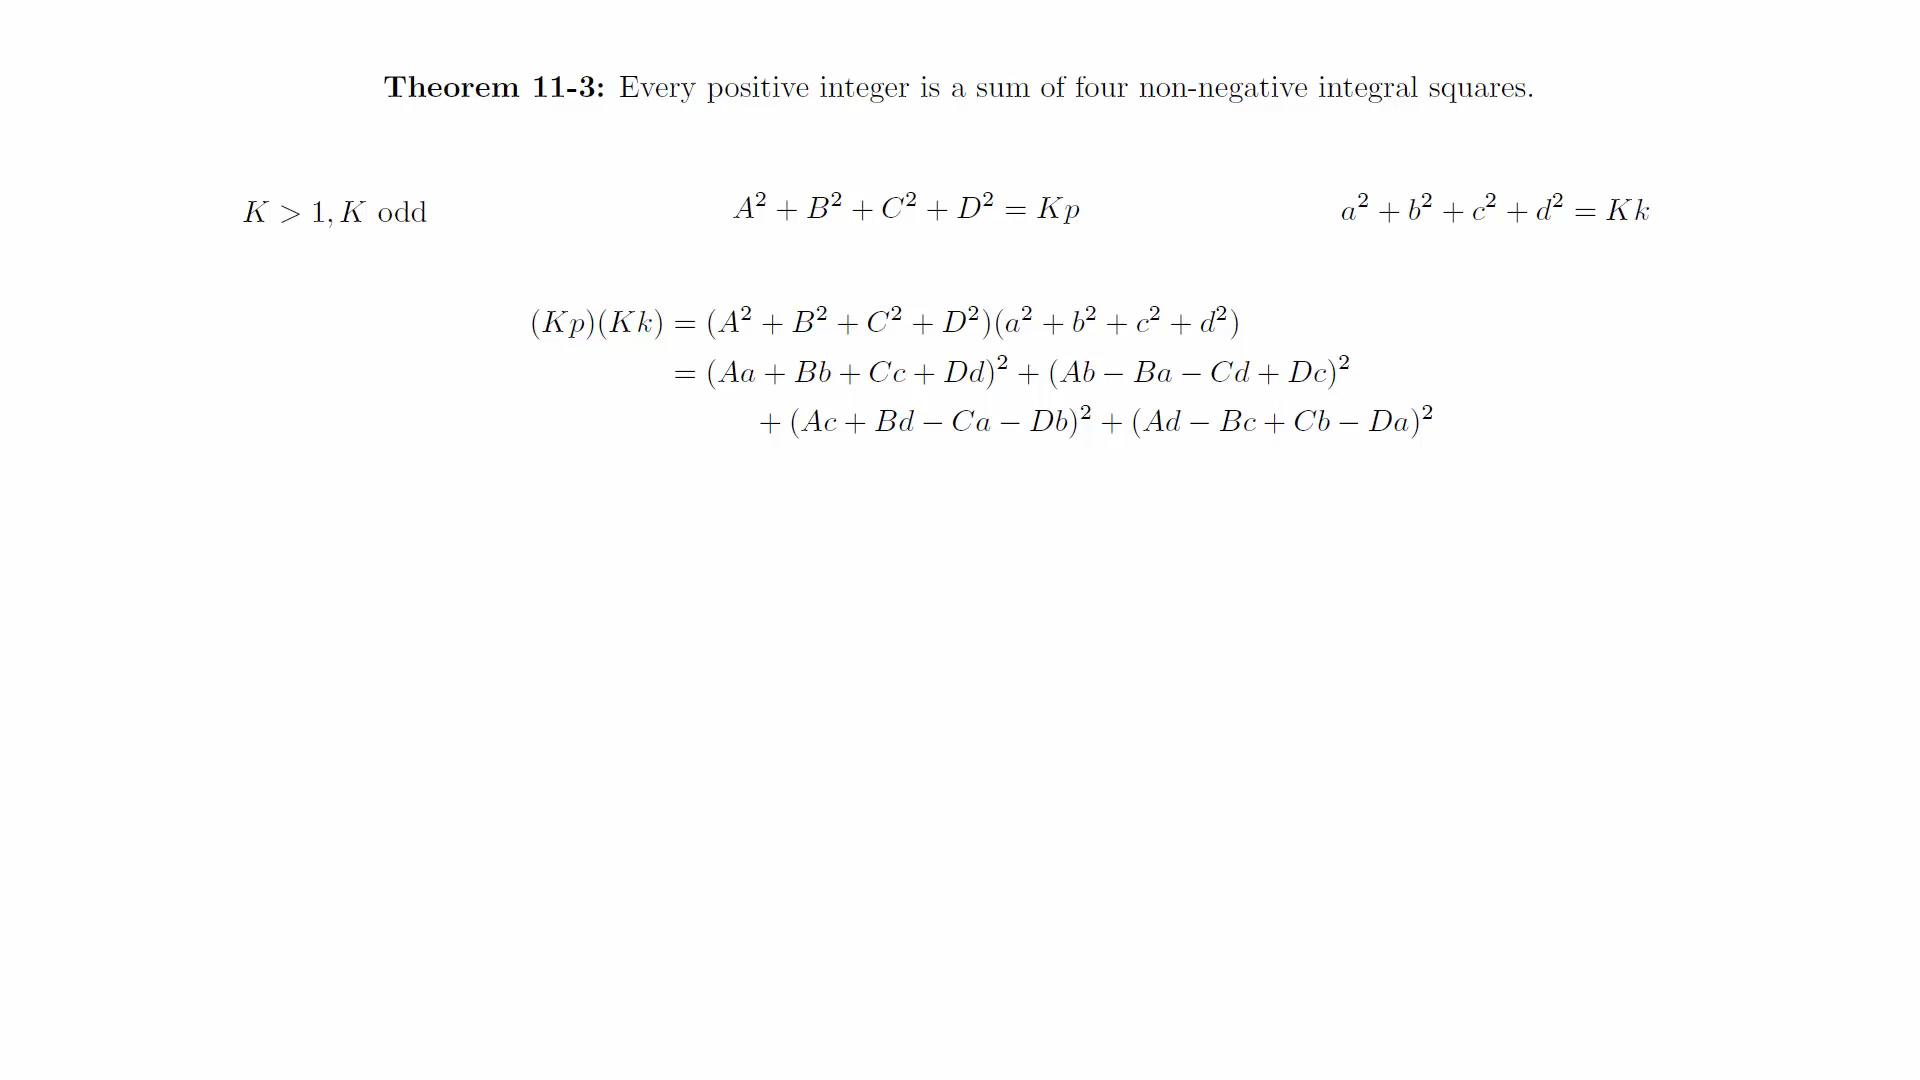 Theorem 11-3: Every positive integer is a sum of four non-negative integral squares.
K > 1, K odd
A² + B² + C² + D² = Kp
a² + b² + c² + d² = Kk
(Kp)(Kk) = (A² + B² + C² + D²)(a² + b² + c² + d²)
= (Aa + Bb + Cc + Dd)² + (Ab − Ba − Cd + Dc)²
+ (Ac + Bd − Ca − Db)² + (Ad − Bc + Cb − Da)²